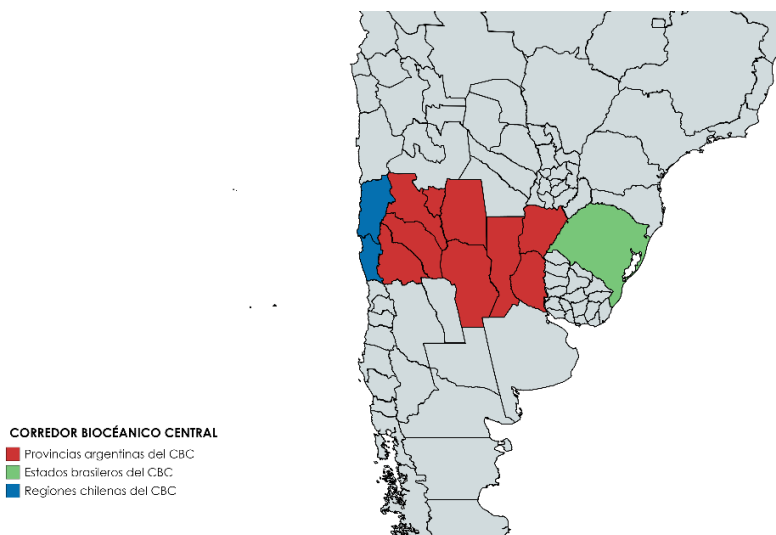 CORREDOR BIOCÉANICO CENTRAL
Provincias argentinas del CBC
Estados brasileros del CBC
Regiones chilenas del CBC